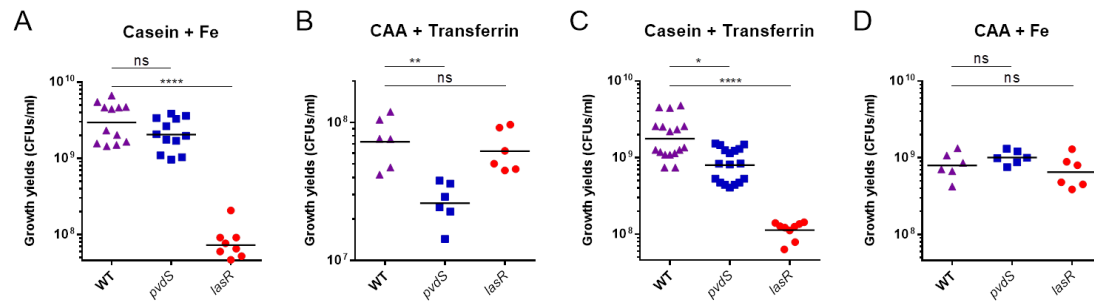 A
Casein + Fe
ns
****
Growth yields (CFUs/ml)
10^10
10^9
10^8
WT
pvdS
lasR
B
CAA + Transferrin
**
ns
Growth yields (CFUs/ml)
10^8
10^7
WT
pvdS
lasR
C
Casein + Transferrin
*
****
Growth yields (CFUs/ml)
10^10
10^9
10^8
WT
pvdS
lasR
D
CAA + Fe
ns
ns
Growth yields (CFUs/ml)
10^10
10^9
10^8
WT
pvdS
lasR